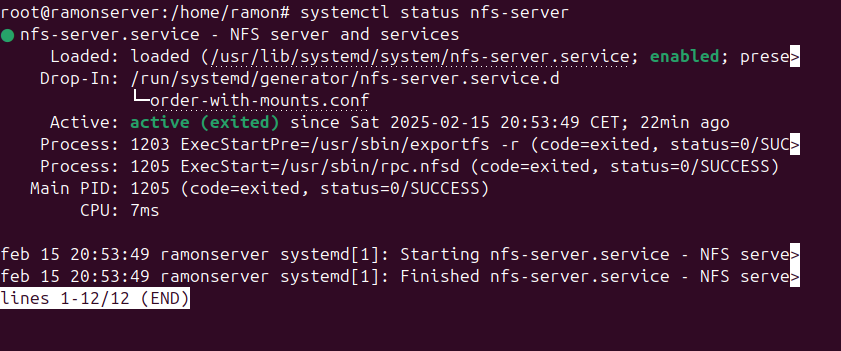 root@ramonserver:/home/ramon# systemctl status nfs-server
● nfs-server.service - NFS server and services
     Loaded: loaded (/usr/lib/systemd/system/nfs-server.service; enabled; prese>
    Drop-In: /run/systemd/generator/nfs-server.service.d
             └─order-with-mounts.conf
     Active: active (exited) since Sat 2025-02-15 20:53:49 CET; 22min ago
    Process: 1203 ExecStartPre=/usr/sbin/exportfs -r (code=exited, status=0/SUC>
    Process: 1205 ExecStart=/usr/sbin/rpc.nfsd (code=exited, status=0/SUCCESS)
   Main PID: 1205 (code=exited, status=0/SUCCESS)
        CPU: 7ms

feb 15 20:53:49 ramonserver systemd[1]: Starting nfs-server.service - NFS serve>
feb 15 20:53:49 ramonserver systemd[1]: Finished nfs-server.service - NFS serve>
lines 1-12/12 (END)